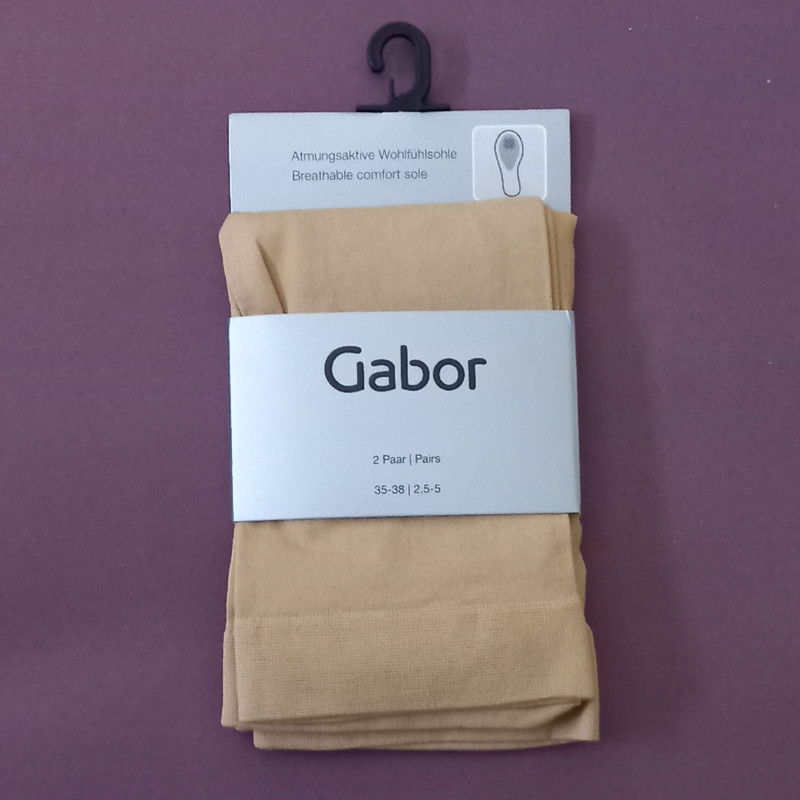 Atmungsaktive Wohlfühlsohle
Breathable comfort sole
Gabor
2 Paar | Pairs
35-38 | 2,5-5